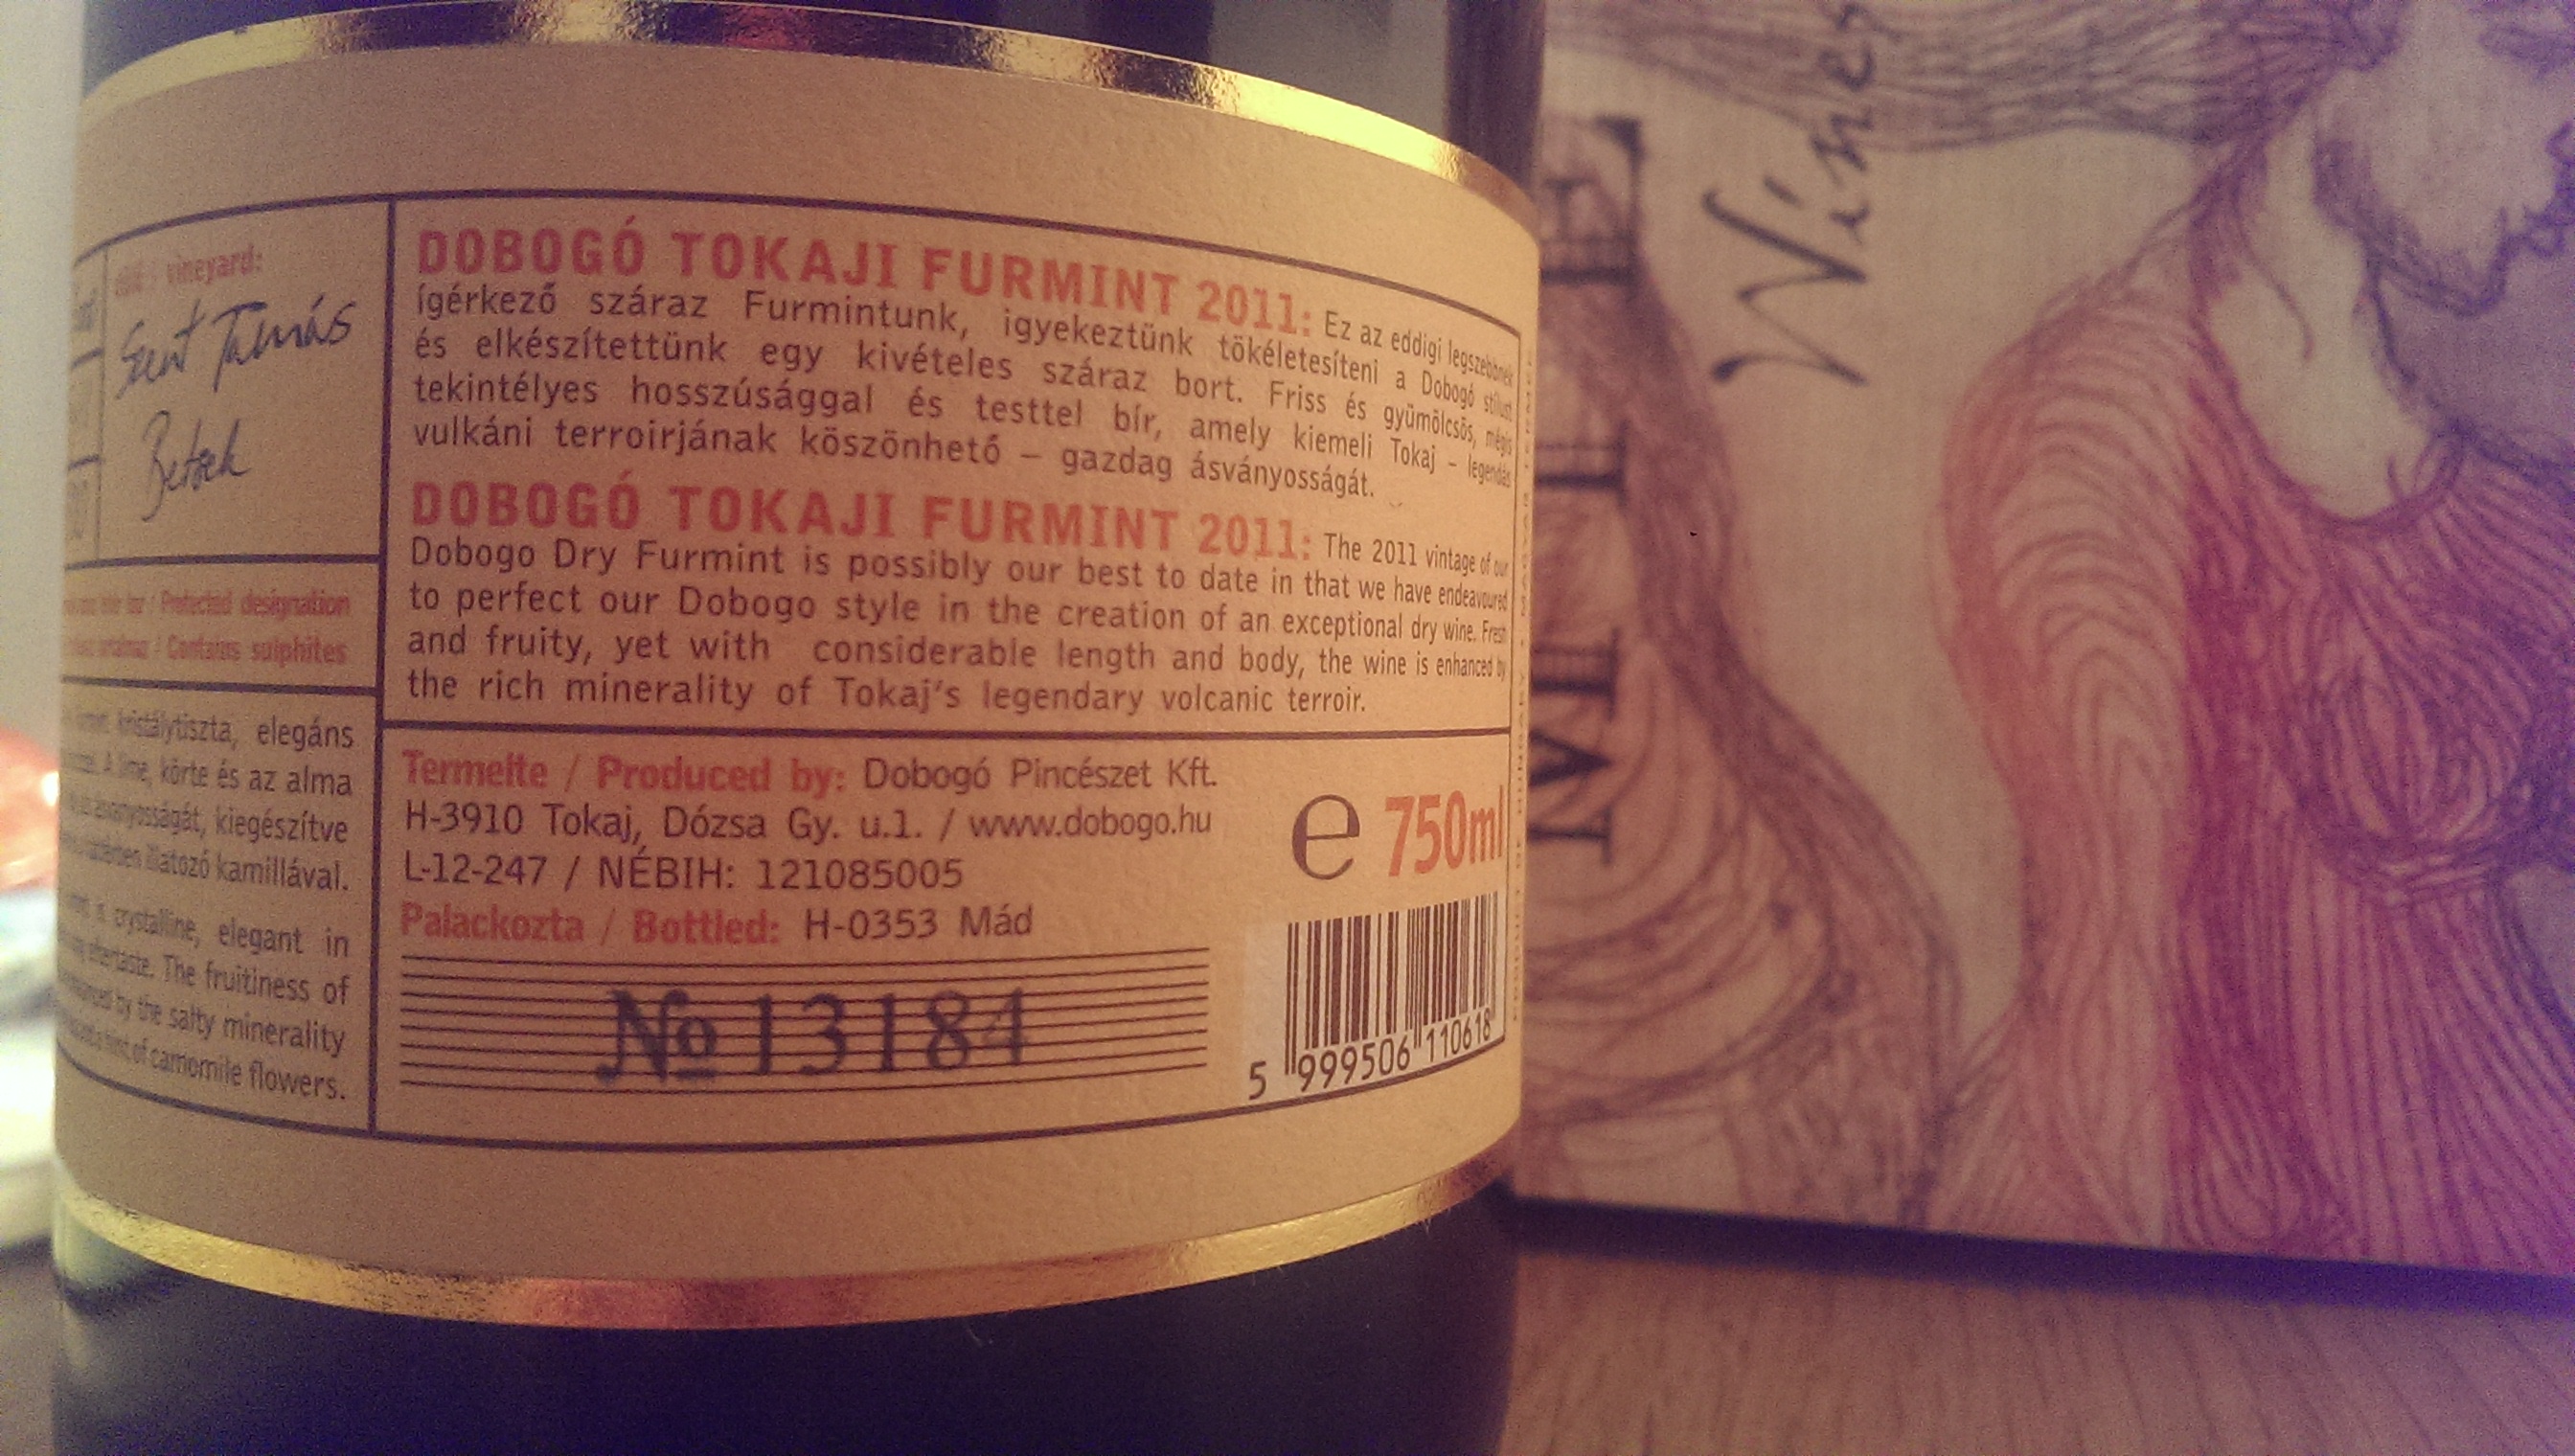 vineyard:
Szent Tamás
Betsek
/ Protected designation
/ Contains sulphites
kristálytiszta, elegáns
A lime, körte és az alma
ásványosságát, kiegészítve
illatozó kamillával.
crystalline, elegant in
aftertaste. The fruitiness of
by the salty minerality
hint of camomile flowers.
DOBOGÓ TOKAJI FURMINT 2011: Ez az eddigi legszebbnek
ígérkező száraz Furmintunk, igyekeztünk tökéletesíteni a Dobogó stílust
és elkészítettünk egy kivételes száraz bort. Friss és gyümölcsös, mégis
tekintélyes hosszúsággal és testtel bír, amely kiemeli Tokaj – legendás
vulkáni terroirjának köszönhető – gazdag ásványosságát.
DOBOGÓ TOKAJI FURMINT 2011: The 2011 vintage of our
Dobogo Dry Furmint is possibly our best to date in that we have endeavoured
to perfect our Dobogo style in the creation of an exceptional dry wine. Fresh
and fruity, yet with considerable length and body, the wine is enhanced by
the rich minerality of Tokaj's legendary volcanic terroir.
Termelte / Produced by: Dobogó Pincészet Kft.
H-3910 Tokaj, Dózsa Gy. u.1. / www.dobogo.hu
L-12-247 / NÉBIH: 121085005
Palackozta / Bottled: H-0353 Mád
№ 13184
e 750ml
5 999506 110618